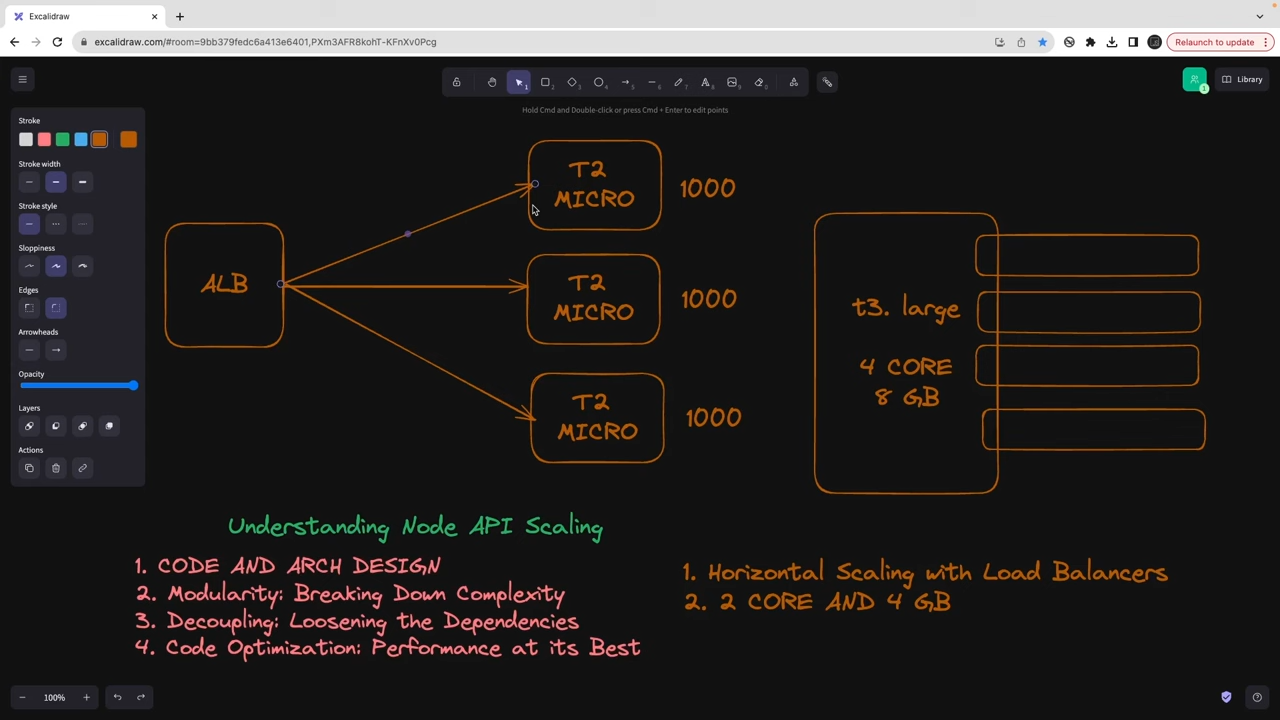 Excalidraw
excalidraw.com/#room=9bb379fedc6a413e6401,PXm3AFR8kohT-KFnXv0Pcg
Relaunch to update
Library
Hold Cmd and Double-click or press Cmd + Enter to edit points
Stroke
Stroke width
Stroke style
Sloppiness
Edges
Arrowheads
Opacity
Layers
Actions
ALB
T2
MICRO
1000
T2
MICRO
1000
T2
MICRO
1000
t3. large
4 CORE
8 GB
Understanding Node API Scaling
1. CODE AND ARCH DESIGN
2. Modularity: Breaking Down Complexity
3. Decoupling: Loosening the Dependencies
4. Code Optimization: Performance at its Best
1. Horizontal Scaling with Load Balancers
2. 2 CORE AND 4 GB
100%